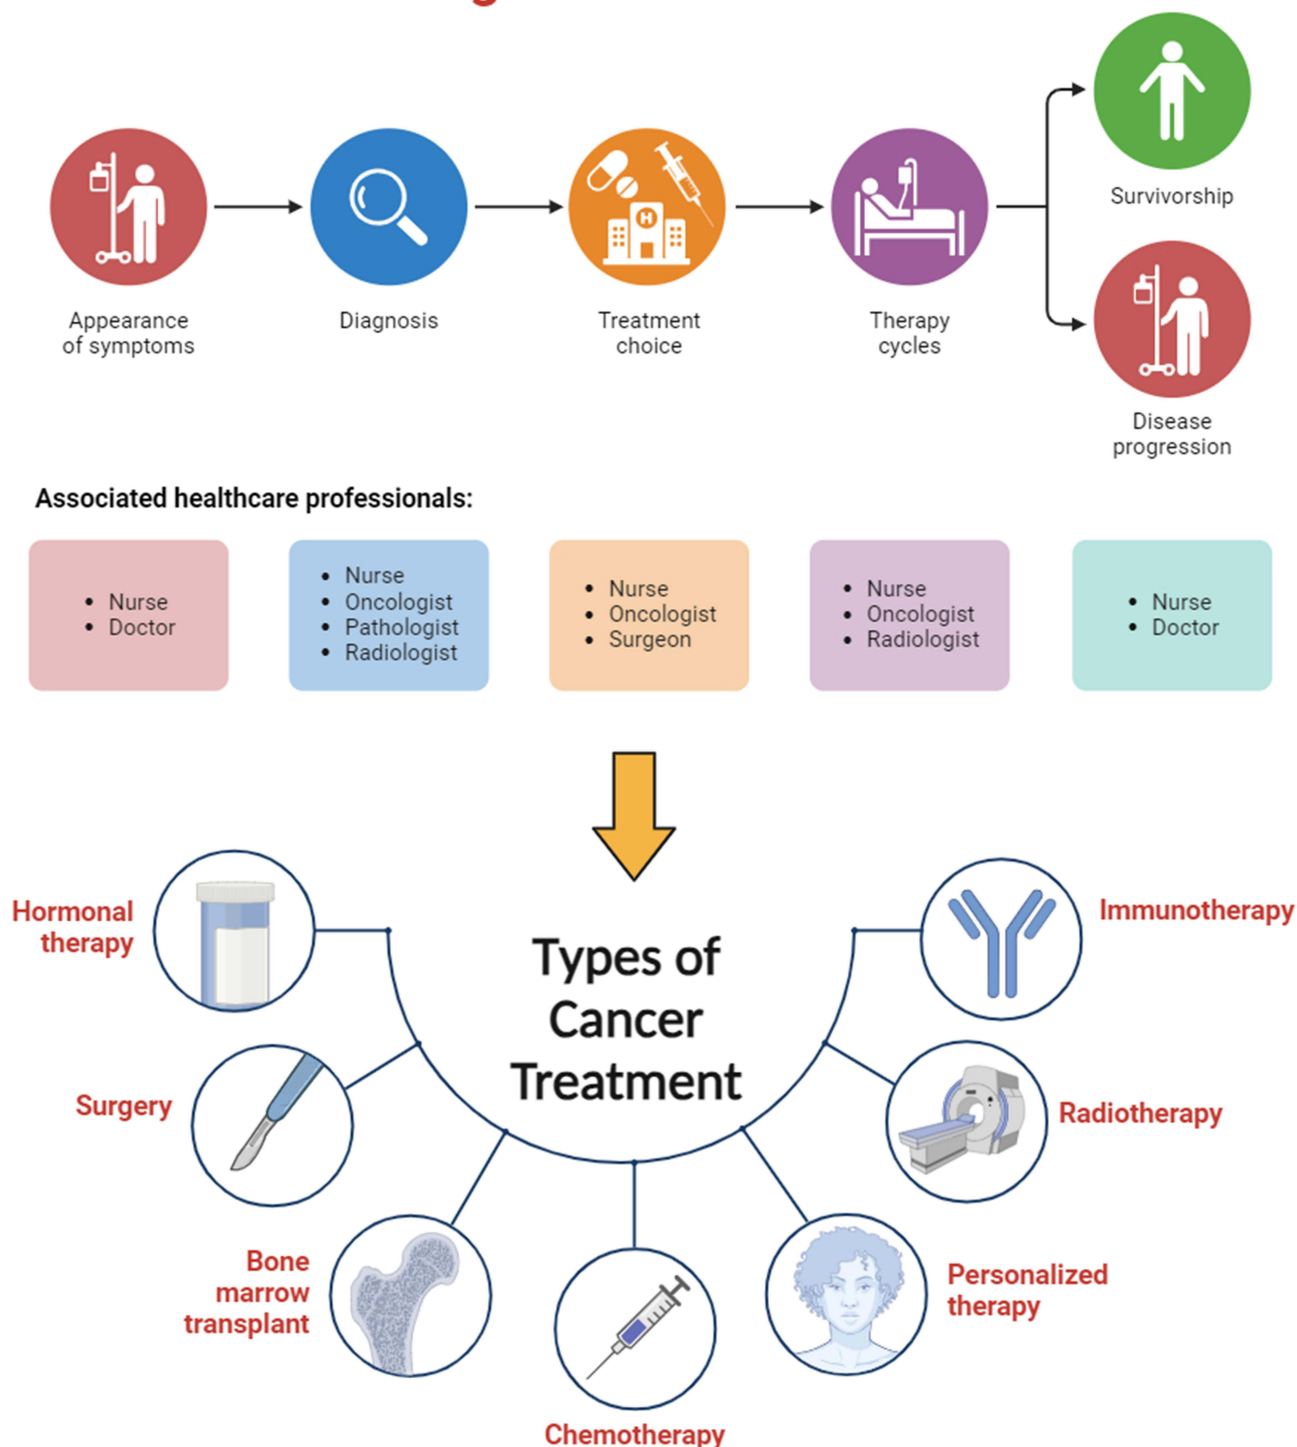 Survivorship
Appearance
of symptoms
Diagnosis
Treatment
choice
H
Therapy
cycles
Disease
progression
Associated healthcare professionals:
• Nurse
• Doctor
• Nurse
• Oncologist
• Pathologist
• Radiologist
• Nurse
• Oncologist
• Surgeon
• Nurse
• Oncologist
• Radiologist
• Nurse
• Doctor
Types of
Cancer
Treatment
Hormonal
therapy
Surgery
Bone
marrow
transplant
Chemotherapy
Personalized
therapy
Radiotherapy
Immunotherapy